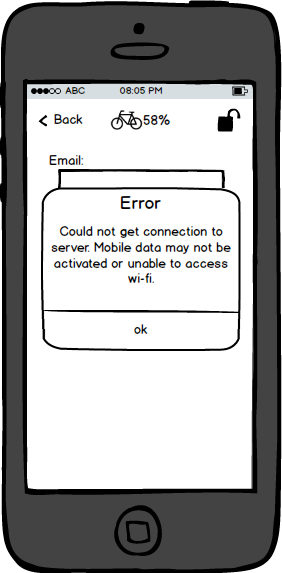 ABC 08:05 PM
Back 58%
Email:
Error
Could not get connection to
server. Mobile data may not be
activated or unable to access
wi-fi.
ok